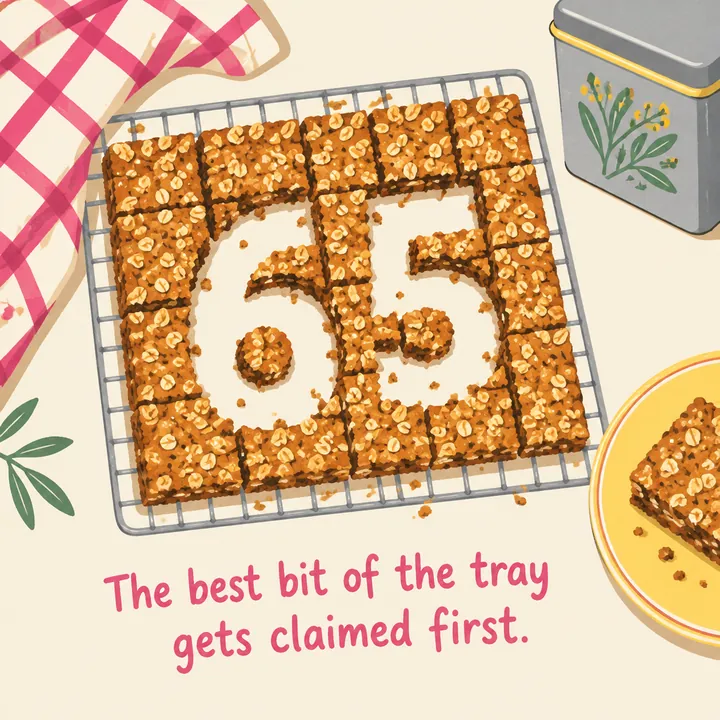 65
The best bit of the tray
gets claimed first.